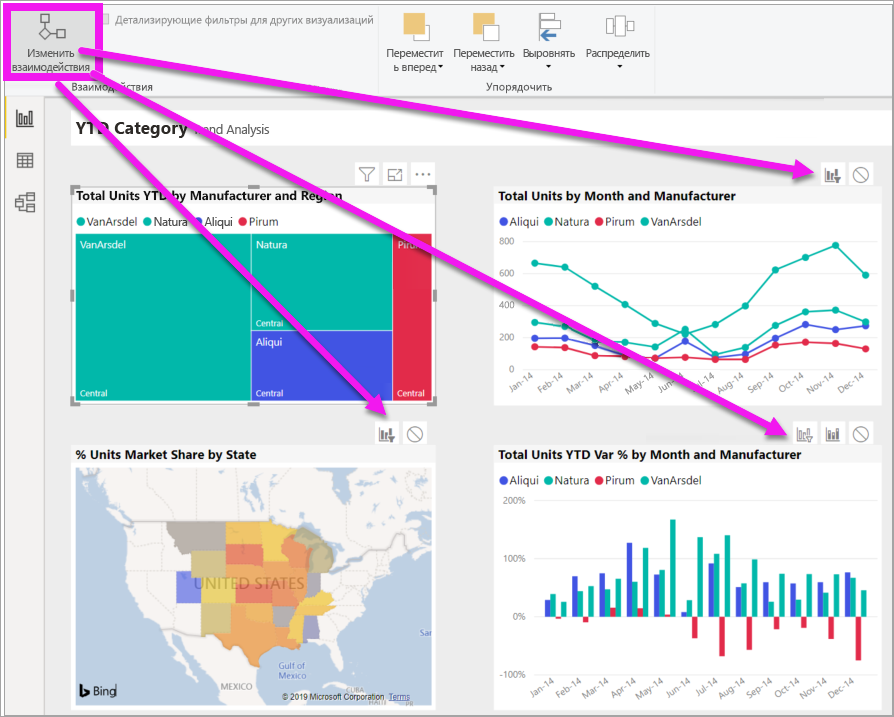 Детализирующие фильтры для других визуализаций
Изменить
взаимодействия
Взаимодействия
Переместит
ь вперед
Переместить
назад
Выровнять
Распределить
Упорядочить
YTD Category Trend Analysis
Total Units YTD by Manufacturer and Region
VanArsdel Natura Aliqui Pirum
VanArsdel
Central
Natura
Central
Aliqui
Central
Pirum
Central
Total Units by Month and Manufacturer
Aliqui Natura Pirum VanArsdel
800
600
400
200
0
Jan-14 Feb-14 Mar-14 Apr-14 May-14 Jun-14 Jul-14 Aug-14 Sep-14 Oct-14 Nov-14 Dec-14
% Units Market Share by State
UNITED STATES
Gulf of
Mexico
MEXICO
CUBA
Sar
PR
Bing
© 2019 Microsoft Corporation Terms
Total Units YTD Var % by Month and Manufacturer
Aliqui Natura Pirum VanArsdel
200%
100%
0%
-100%
Jan-14 Feb-14 Mar-14 Apr-14 May-14 Jun-14 Jul-14 Aug-14 Sep-14 Oct-14 Nov-14 Dec-14